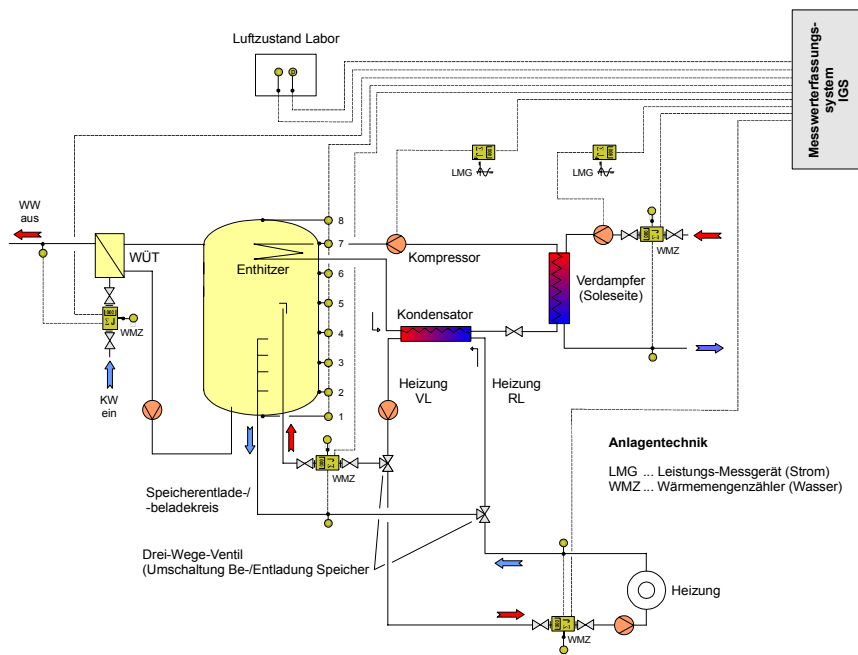 Luftzustand Labor
Messwerterfassungs-
system
IGS
LMG
LMG
WW
aus
WÜT
WMZ
KW
ein
Enthitzer
8
7
6
5
4
3
2
1
Kompressor
WMZ
Verdampfer
(Soleseite)
Kondensator
Heizung
VL
Heizung
RL
WMZ
Speicherentlade-/
-beladekreis
Drei-Wege-Ventil
(Umschaltung Be-/Entladung Speicher
Anlagentechnik
LMG ... Leistungs-Messgerät (Strom)
WMZ ... Wärmemengenzähler (Wasser)
Heizung
WMZ